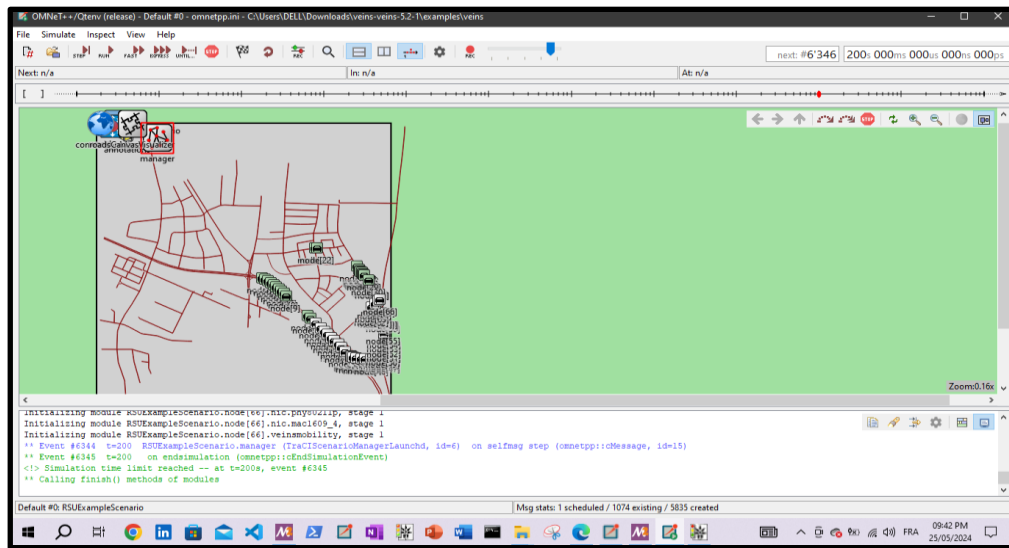 OMNeT++/Qtenv (release) - Default #0 - omnetpp.ini - C:\Users\DELL\Downloads\veins-veins-5.2-1\examples\veins
File Simulate Inspect View Help
STEP RUN FAST EXPRESS UNTIL... STOP REC REC next: #6'346 200s 000ms 000us 000ns 000ps
Next: n/a In: n/a At: n/a
[ ]
STOP
manager
node[22]
node[9]
node[66]
Zoom:0.16x
Initializing module RSUExampleScenario.node[66].nic.phy80211p, stage 1
Initializing module RSUExampleScenario.node[66].nic.mac1609_4, stage 1
Initializing module RSUExampleScenario.node[66].veinsmobility, stage 1
** Event #6344 t=200 RSUExampleScenario.manager (TraCIScenarioManagerLaunchd, id=6) on selfmsg step (omnetpp::cMessage, id=15)
** Event #6345 t=200 on endsimulation (omnetpp::cEndSimulationEvent)
<!> Simulation time limit reached -- at t=200s, event #6345
** Calling finish() methods of modules
Default #0: RSUExampleScenario Msg stats: 1 scheduled / 1074 existing / 5835 created
FRA 09:42 PM
25/05/2024